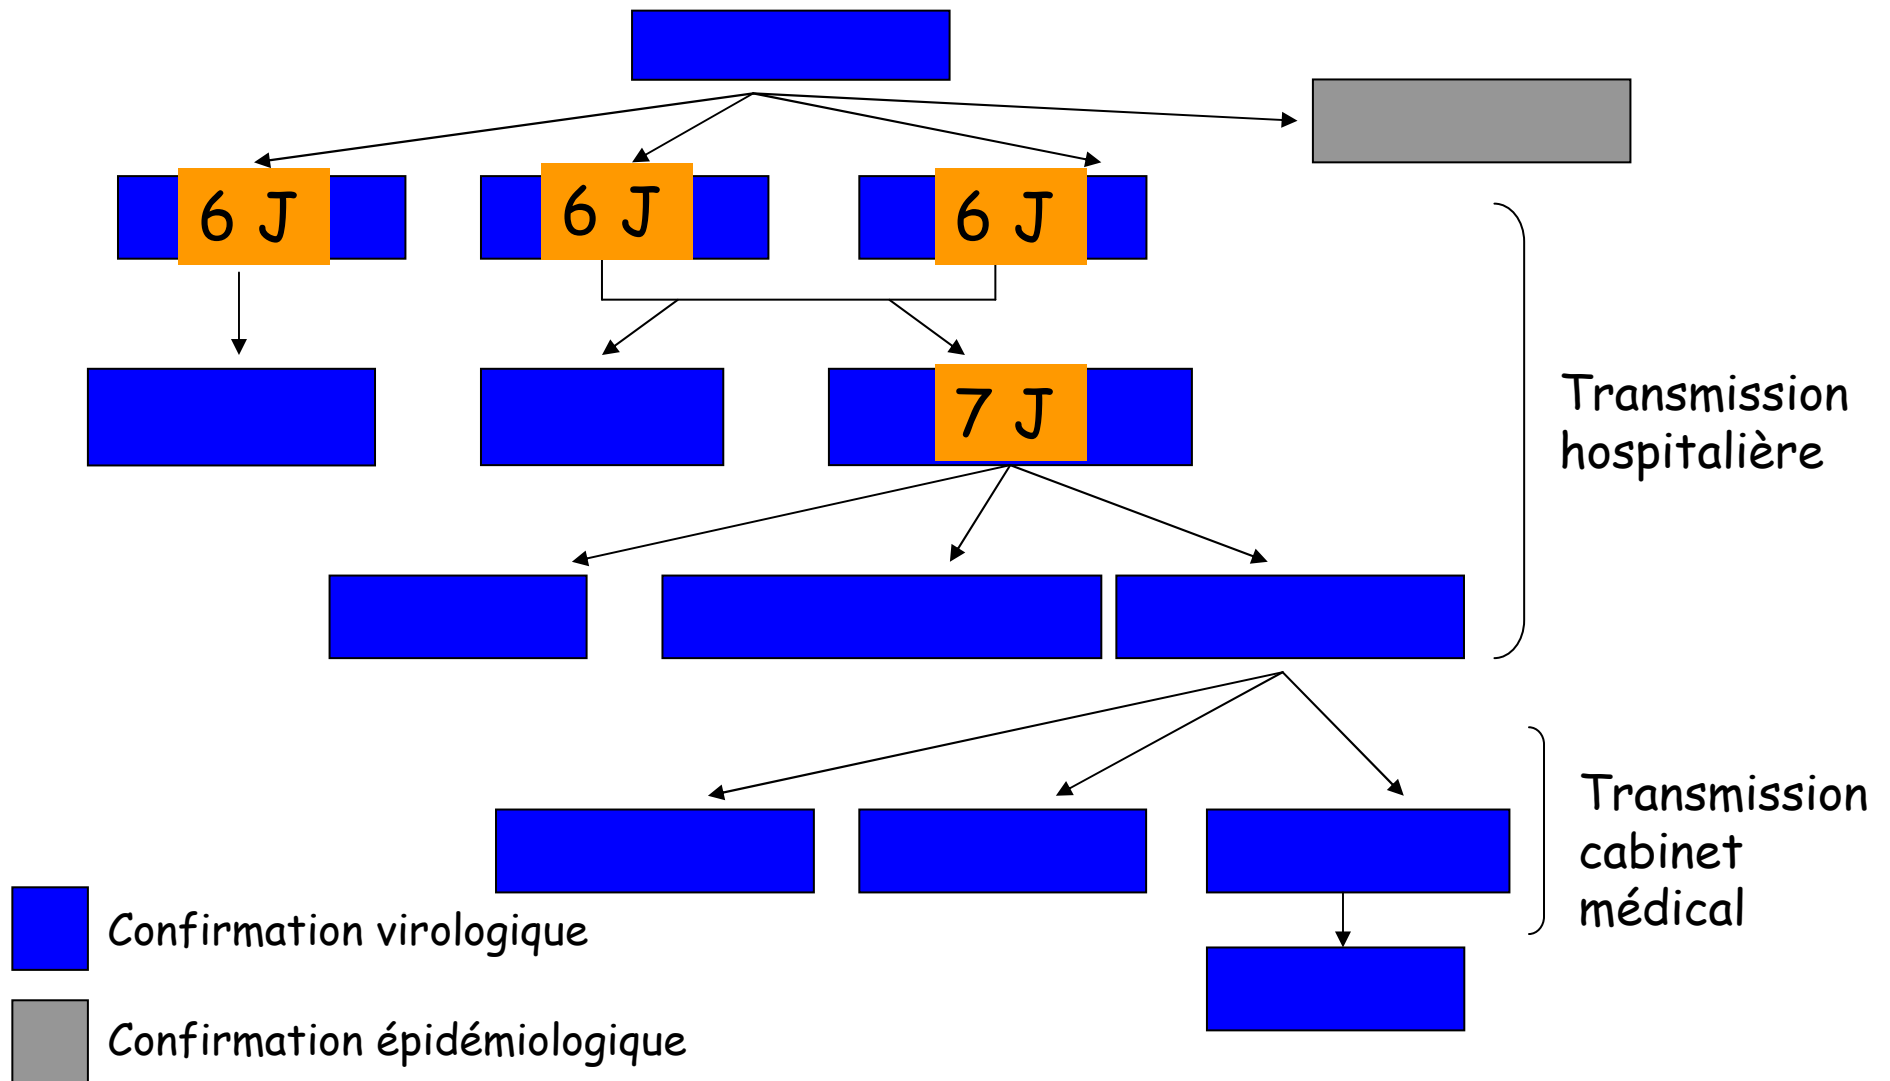 6 J
6 J
6 J
7 J
Transmission
hospitalière
Transmission
cabinet
médical
Confirmation virologique
Confirmation épidémiologique